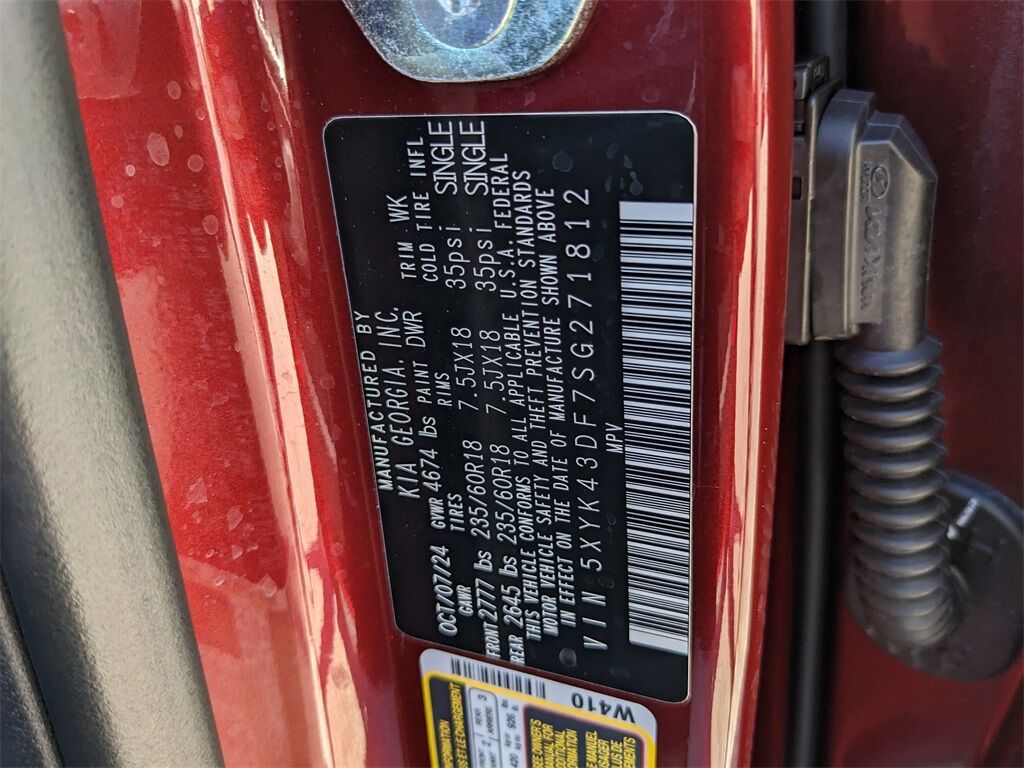 MANUFACTURED BY
KIA GEORGIA, INC.
OCT/07/24 GVWR 4674 lbs PAINT DWR TRIM WK
GAWR TIRES RIMS COLD TIRE INFL
FRON 2777 lbs 235/60R18 7.5JX18 35psi SINGLE
REAR 2645 lbs 235/60R18 7.5JX18 35psi SINGLE
THIS VEHICLE CONFORMS TO ALL APPLICABLE U.S.A. FEDERAL
MOTOR VEHICLE SAFETY AND THEFT PREVENTION STANDARDS
IN EFFECT ON THE DATE OF MANUFACTURE SHOWN ABOVE
VIN 5XYK43DF7SG271812
MPV
W410